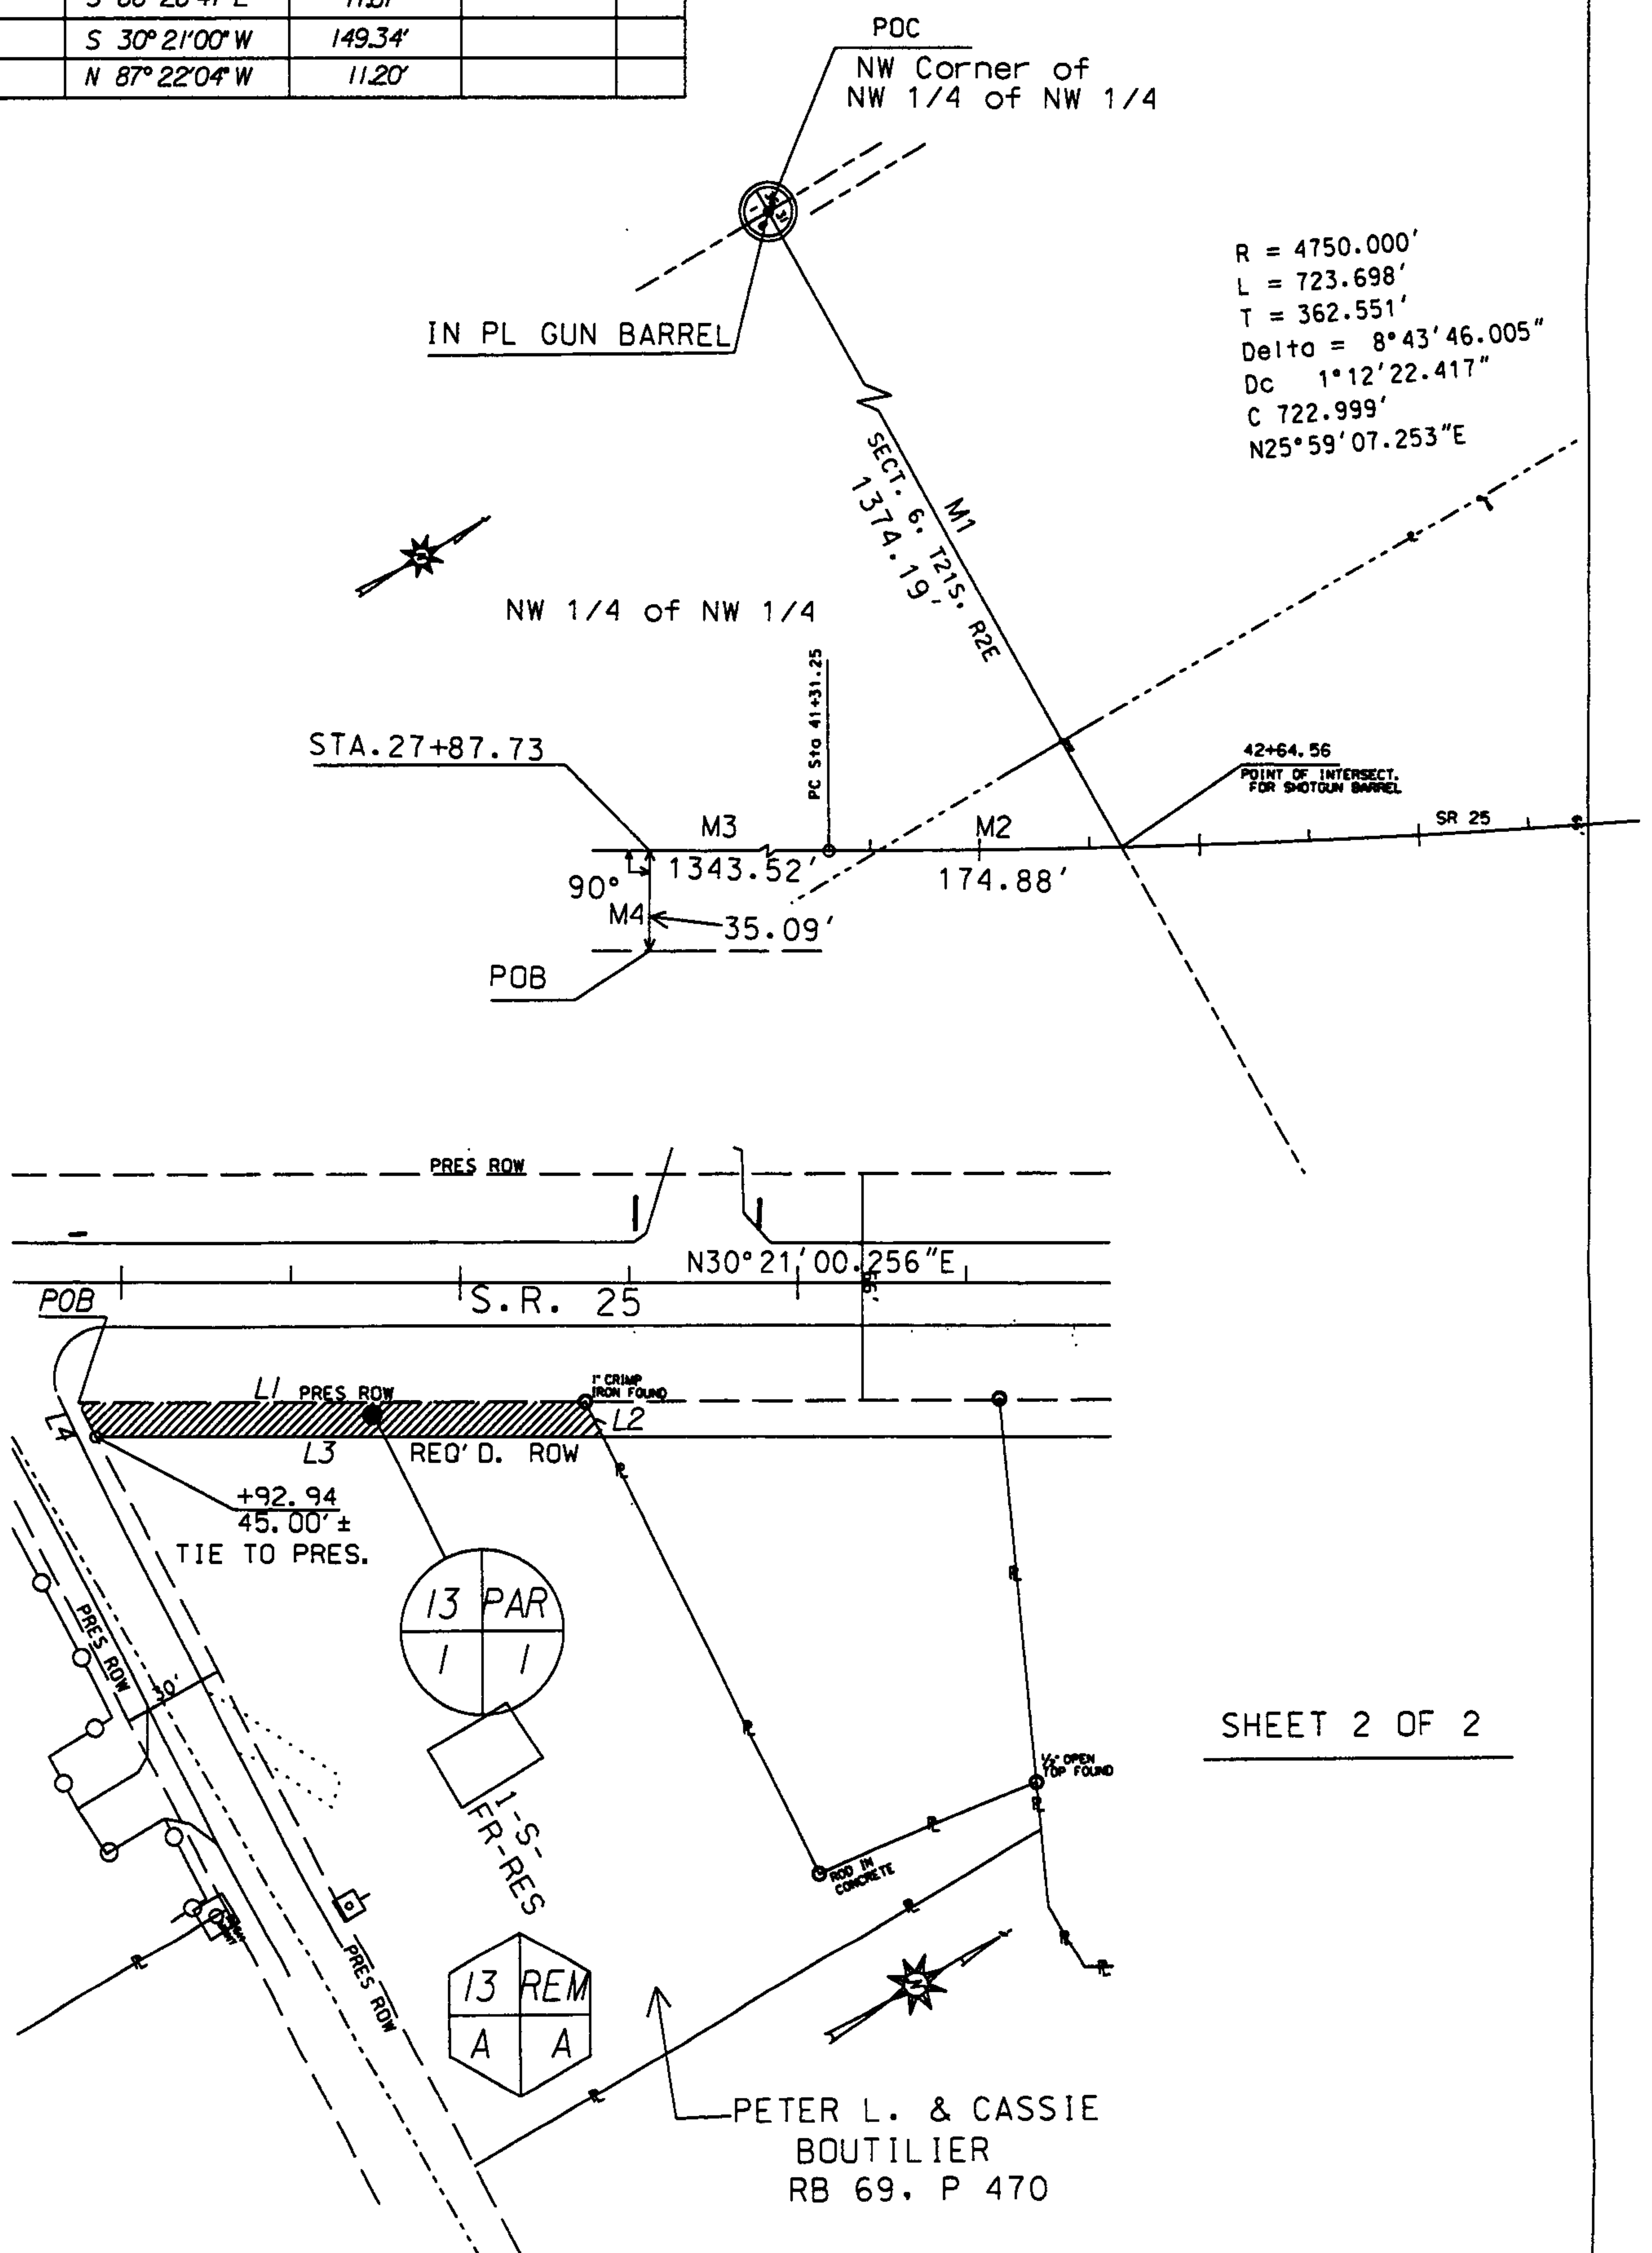 S 30° 21'00" W 149.34'
N 87° 22'04" W 11.20'
POC
NW Corner of
NW 1/4 of NW 1/4
IN PL GUN BARREL
R = 4750.000'
L = 723.698'
T = 362.551'
Delta = 8°43'46.005"
Dc 1°12'22.417"
C 722.999'
N25°59'07.253"E
M1
SECT. 6, T21S, R2E
1374.19'
NW 1/4 of NW 1/4
PC Sta 41+31.25
STA.27+87.73
42+64.56
POINT OF INTERSECT.
FOR SHOTGUN BARREL
SR 25
M3
M2
1343.52'
174.88'
90°
M4
35.09'
POB
PRES ROW
N30°21'00.256"E
S.R. 25
POB
L1 PRES ROW
1" CRIMP
IRON FOUND
L2
L4
L3 REQ'D. ROW
+92.94
45.00'±
TIE TO PRES.
13 PAR
1 1
PRES ROW
30'
SHEET 2 OF 2
1/2" OPEN
TOP FOUND
1-S-
FR-RES
ROD IN
CONCRETE
PRES ROW
13 REM
A A
PETER L. & CASSIE
BOUTILIER
RB 69, P 470